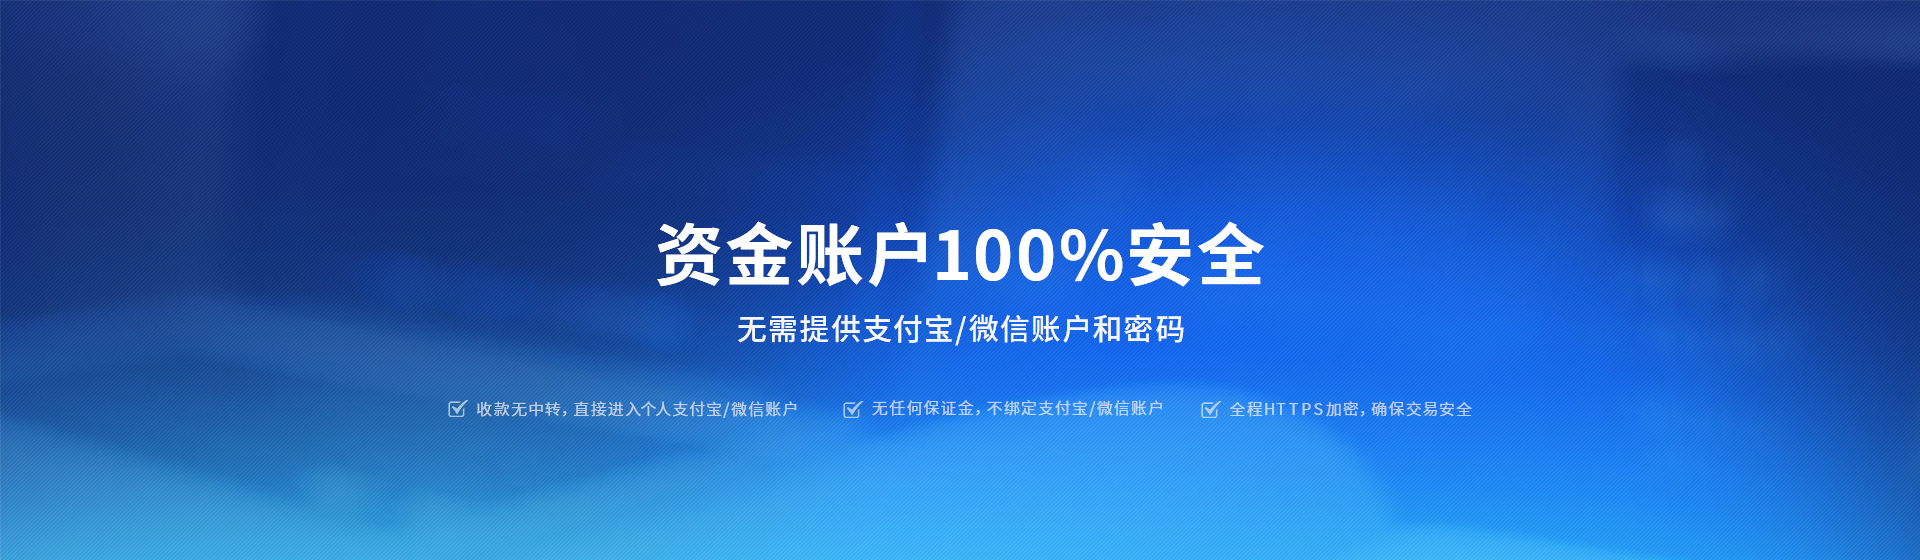 资金账户100%安全
无需提供支付宝/微信账户和密码
收款无中转，直接进入个人支付宝/微信账户
无任何保证金，不绑定支付宝/微信账户
全程HTTPS加密，确保交易安全